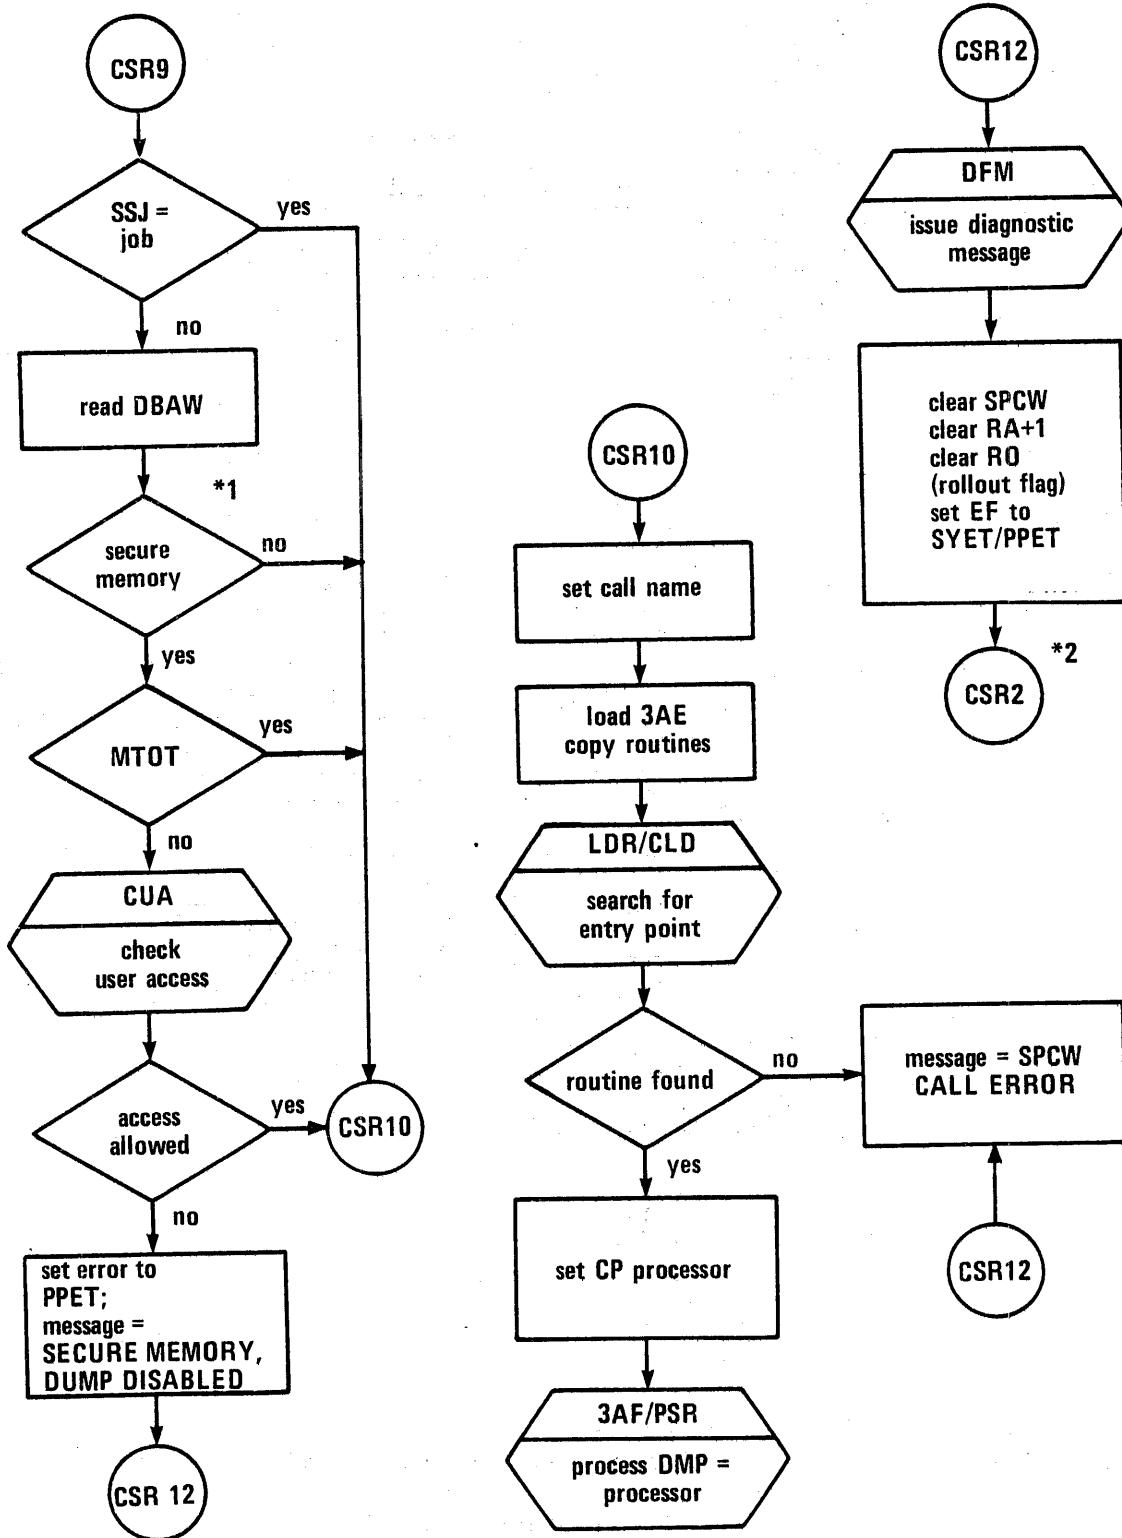 CSR9
SSJ =
job
yes
no
read DBAW
*1
secure
memory
no
yes
MTOT
yes
no
CUA
check
user access
access
allowed
yes
CSR10
no
set error to
PPET;
message =
SECURE MEMORY,
DUMP DISABLED
CSR 12
CSR10
set call name
load 3AE
copy routines
LDR/CLD
search for
entry point
routine found
no
yes
set CP processor
3AF/PSR
process DMP =
processor
CSR12
DFM
issue diagnostic
message
clear SPCW
clear RA+1
clear RO
(rollout flag)
set EF to
SYET/PPET
*2
CSR2
message = SPCW
CALL ERROR
CSR12